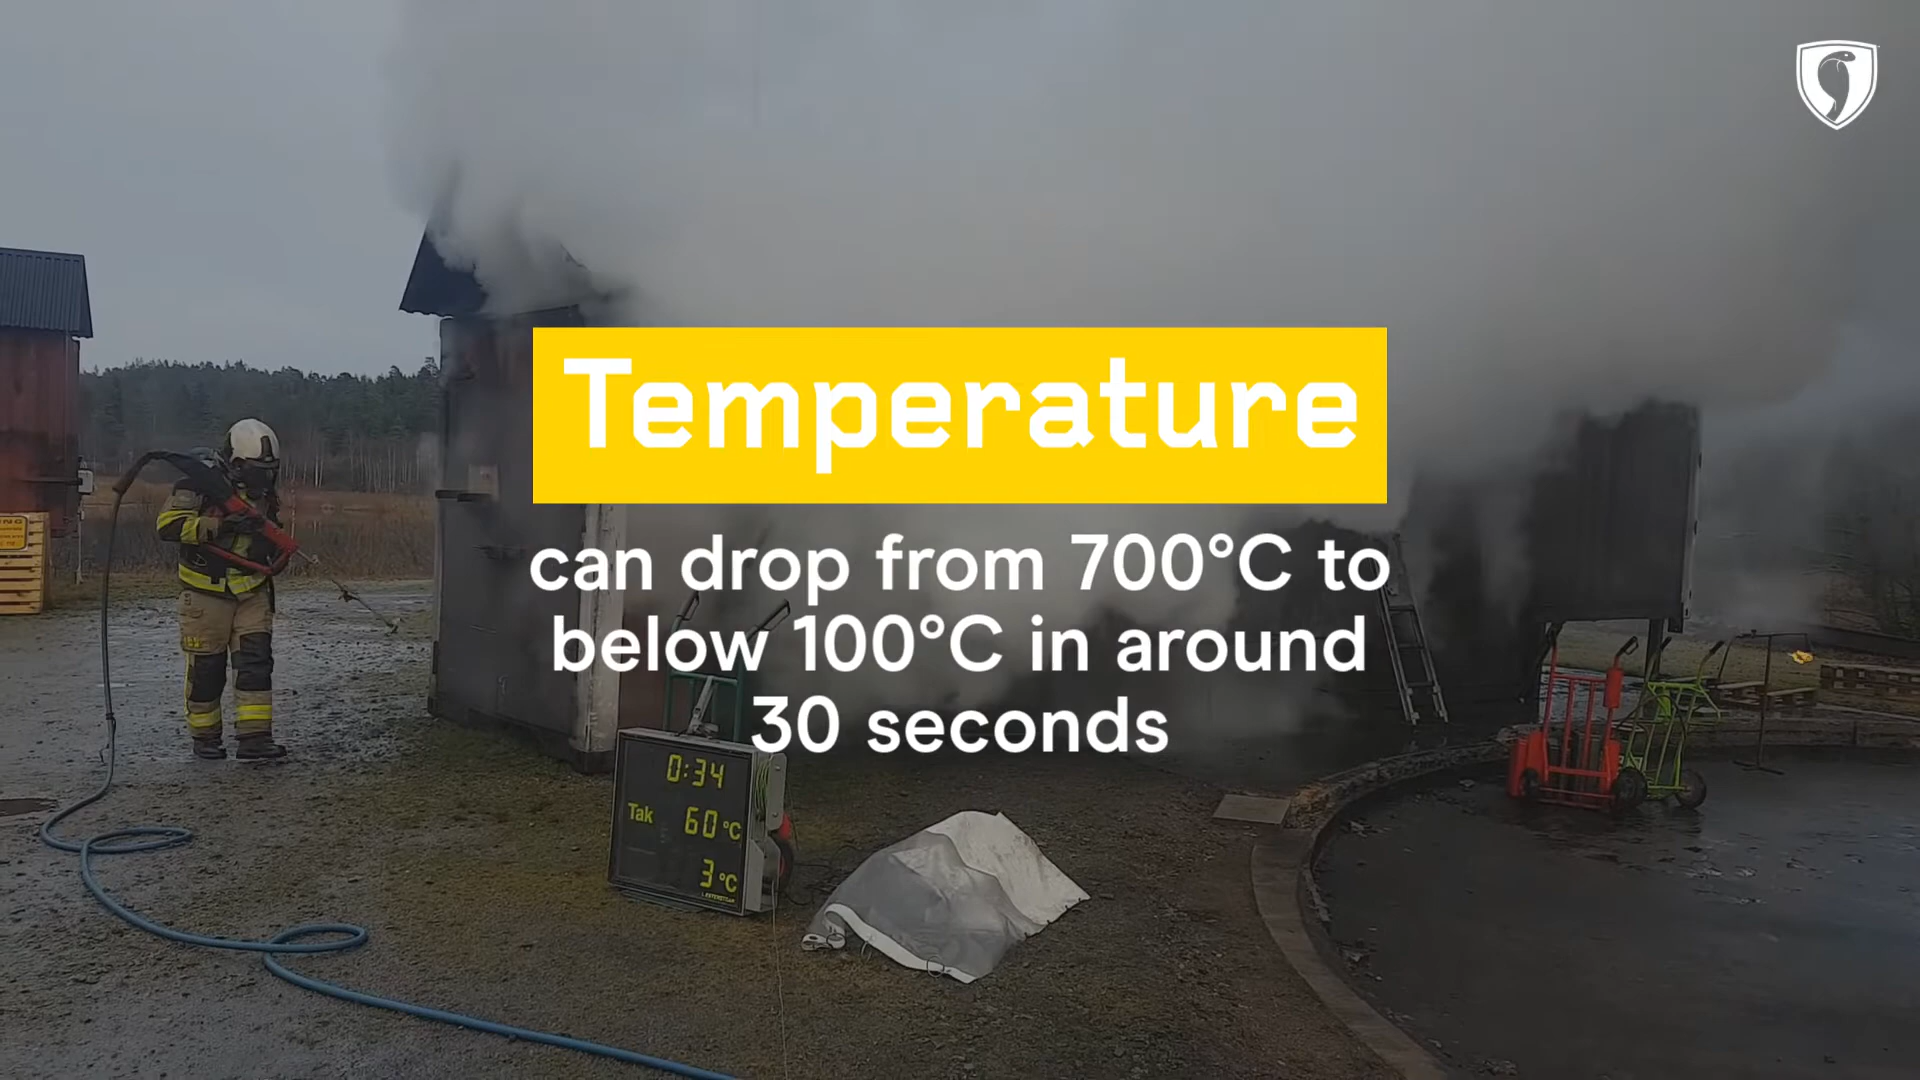 Temperature
can drop from 700°C to
below 100°C in around
30 seconds
0:34
Tak 60°C
3°C